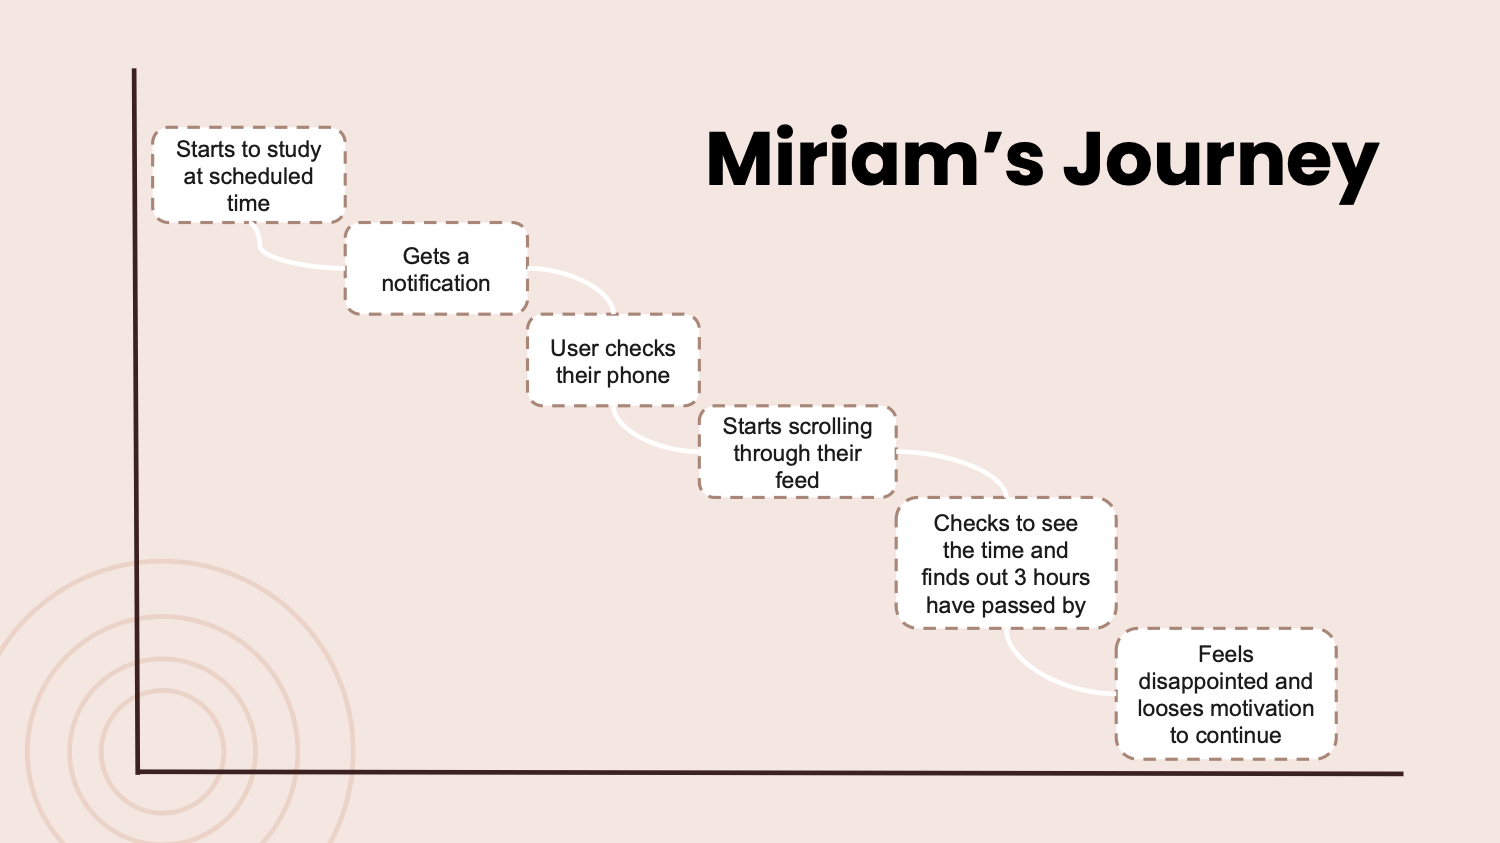 Miriam’s Journey
Starts to study
at scheduled
time
Gets a
notification
User checks
their phone
Starts scrolling
through their
feed
Checks to see
the time and
finds out 3 hours
have passed by
Feels
disappointed and
looses motivation
to continue